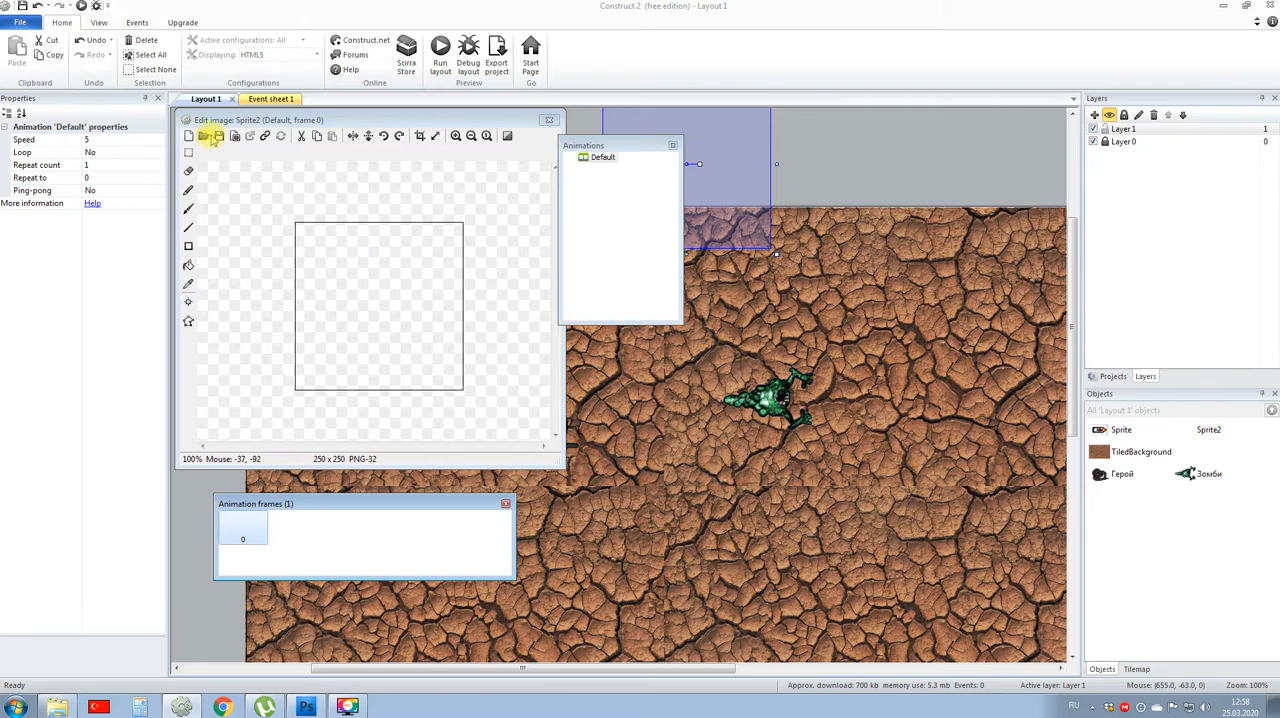 Construct 2 (free edition) - Layout 1
File Home View Events Upgrade
Paste Cut Copy Clipboard
Undo Redo Undo
Delete Select All Select None Selection
Active configurations: All
Displaying: HTML5
Configurations
Construct.net Forums Help Scirra Store Online
Run layout Debug layout Export project Preview
Start Page Go
Properties
Animation 'Default' properties
Speed 5
Loop No
Repeat count 1
Repeat to 0
Ping-pong No
More information Help
Layout 1 Event sheet 1
Edit image: Sprite2 (Default, frame 0)
100% Mouse: -37, -92 250 x 250 PNG-32
Animations
Default
Animation frames (1)
0
Layers
Layer 1 1
Layer 0 0
Projects Layers
Objects
All 'Layout 1' objects
Sprite Sprite2
TiledBackground
Герой Зомби
Objects Tilemap
Ready Approx. download: 700 kb memory use: 5.3 mb Events: 0 Active layer: Layer 1 Mouse: (655.0, -63.0, 0) Zoom: 100%
Ps RU 12:58
25.03.2020